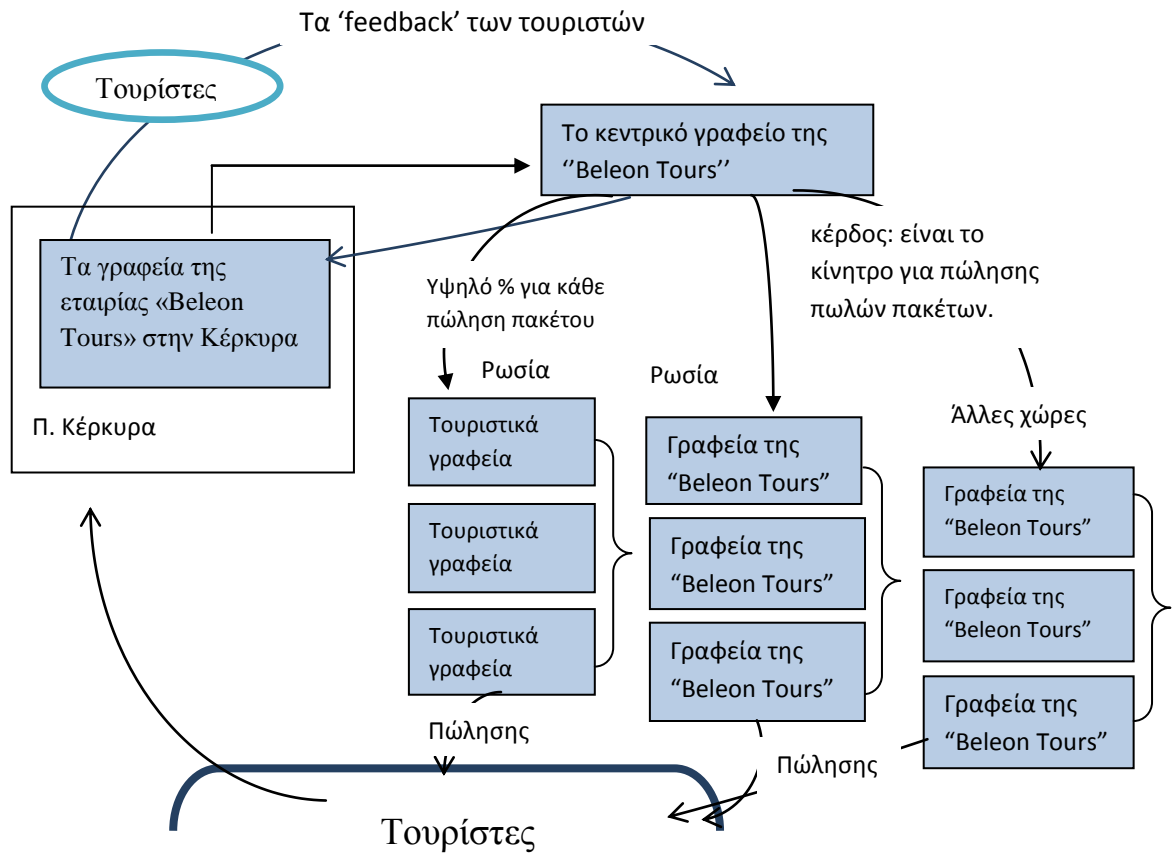 Τα ‘feedback’ των τουριστών
Τουρίστες
Το κεντρικό γραφείο της
‘’Beleon Tours’’
Τα γραφεία της
εταιρίας «Beleon
Tours» στην Κέρκυρα
Π. Κέρκυρα
Υψηλό % για κάθε
πώληση πακέτου
κέρδος: είναι το
κίνητρο για πώλησης
πωλών πακέτων.
Ρωσία
Ρωσία
Άλλες χώρες
Τουριστικά
γραφεία
Τουριστικά
γραφεία
Τουριστικά
γραφεία
Γραφεία της
“Beleon Tours”
Γραφεία της
“Beleon Tours”
Γραφεία της
“Beleon Tours”
Γραφεία της
“Beleon Tours”
Γραφεία της
“Beleon Tours”
Γραφεία της
“Beleon Tours”
Πώλησης
Πώλησης
Τουρίστες